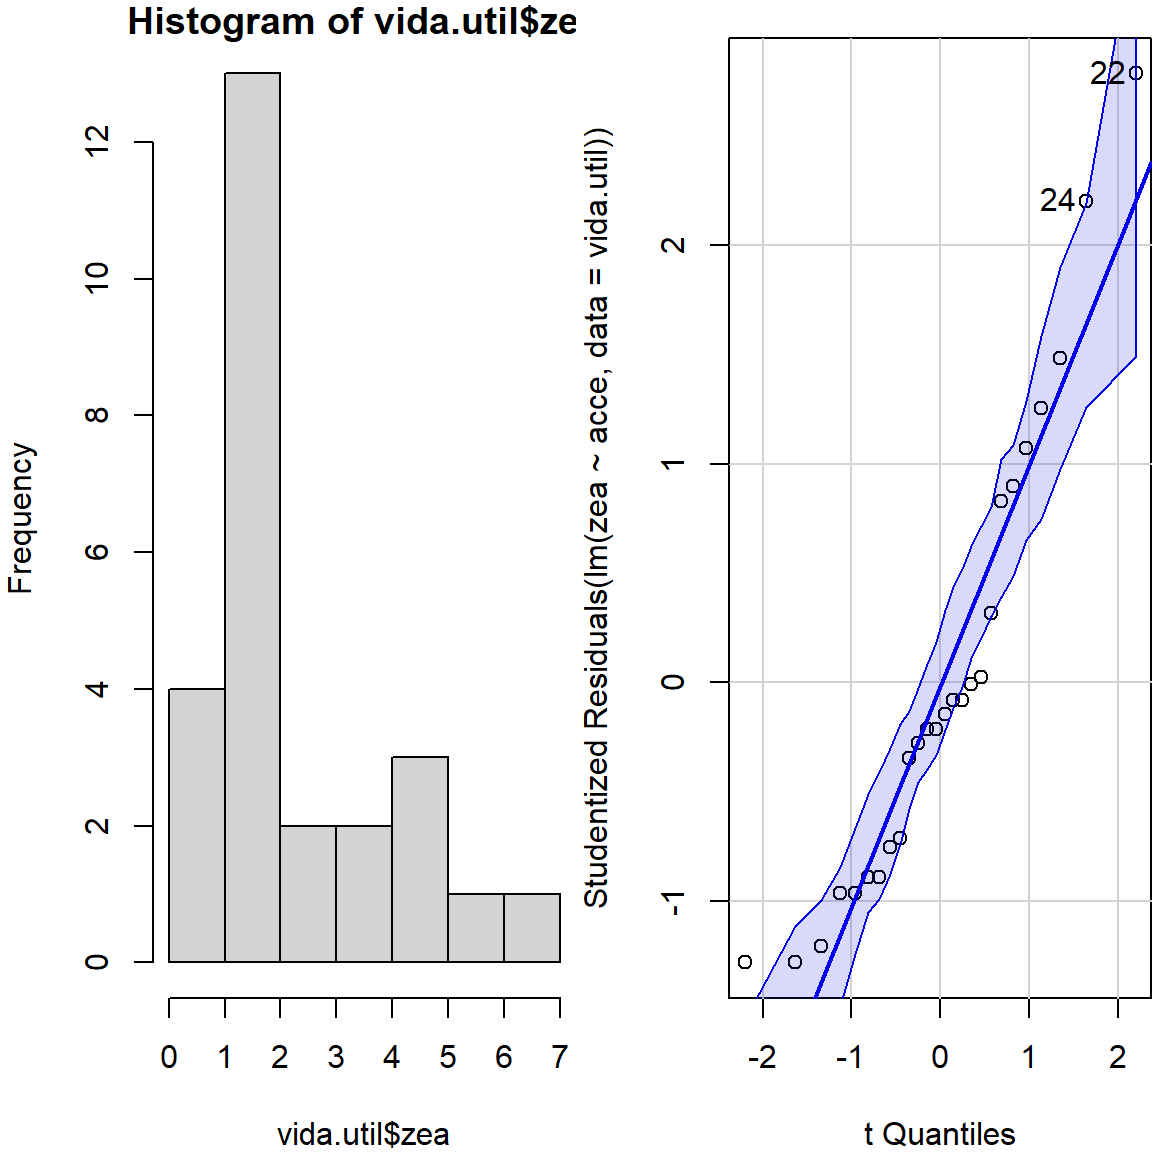 Histogram of vida.util$ze
Frequency
12
10
8
6
4
2
0
0 1 2 3 4 5 6 7
vida.util$zea
Studentized Residuals(lm(zea ~ acce, data = vida.util))
22
24
2
1
0
-1
-2 -1 0 1 2
t Quantiles